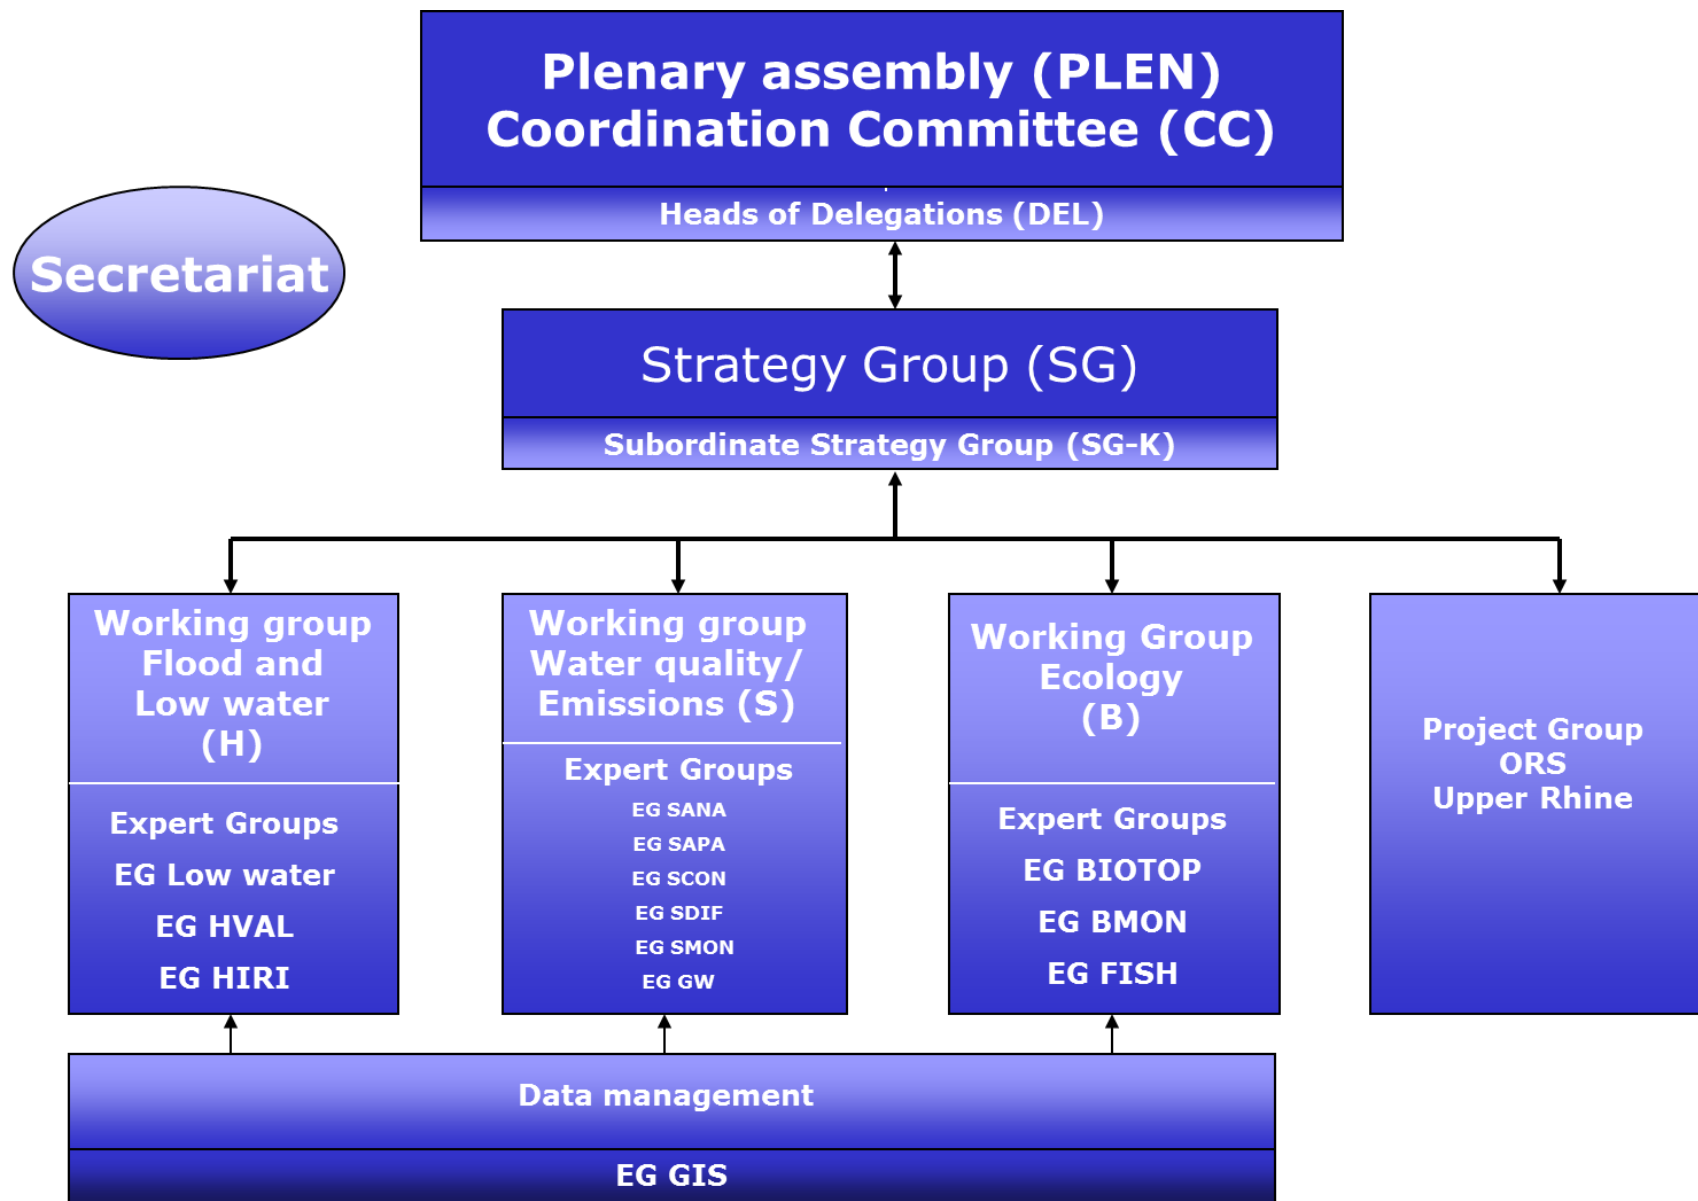 Plenary assembly (PLEN)
Coordination Committee (CC)
Heads of Delegations (DEL)
Secretariat
Strategy Group (SG)
Subordinate Strategy Group (SG-K)
Working group
Flood and
Low water
(H)
Expert Groups
EG Low water
EG HVAL
EG HIRI
Working group
Water quality/
Emissions (S)
Expert Groups
EG SANA
EG SAPA
EG SCON
EG SDIF
EG SMON
EG GW
Working Group
Ecology
(B)
Expert Groups
EG BIOTOP
EG BMON
EG FISH
Project Group
ORS
Upper Rhine
Data management
EG GIS